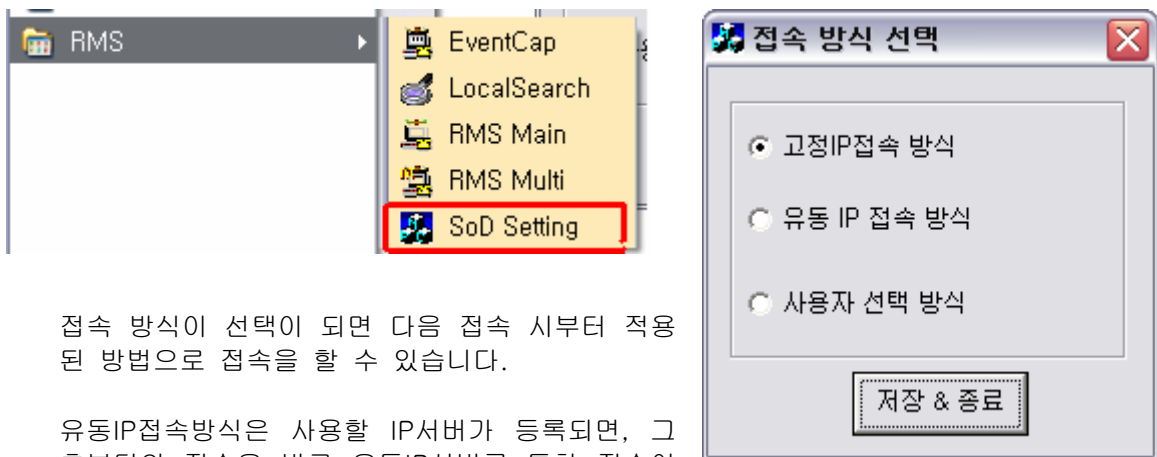 RMS
EventCap
LocalSearch
RMS Main
RMS Multi
SoD Setting
접속 방식 선택
고정IP접속 방식
유동 IP 접속 방식
사용자 선택 방식
저장 & 종료
접속 방식이 선택이 되면 다음 접속 시부터 적용
된 방법으로 접속을 할 수 있습니다.
유동IP접속방식은 사용할 IP서버가 등록되면, 그